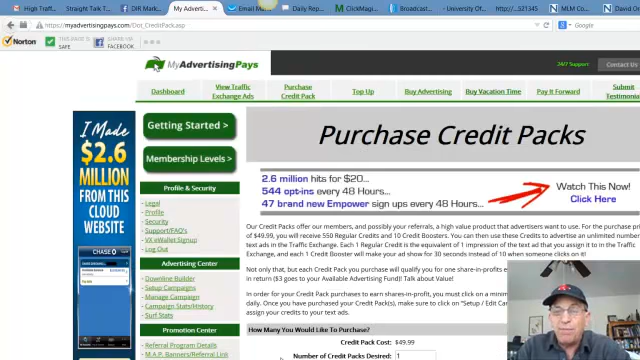 High Traffic
Straight Talk T
DIR Mark
My Adverti
Email Ma
Daily Repo
ClickMagi
Broadcast
University Of
http://...521345
MLM Co
David Or
https://myadvertisingpays.com/Dot_CreditPack.asp
Google
Norton
THIS PAGE IS
SAFE
SHARE VIA
FACEBOOK
MyAdvertisingPays
24/7 Support
Contact Us
Dashboard
View Traffic
Exchange Ads
Purchase
Credit Pack
Top Up
Buy Advertising
Buy Vacation Time
Pay It Forward
Submit
Testimonia
I Made
$2.6
MILLION
FROM THIS
CLOUD
WEBSITE
CHASE
Getting Started >
Membership Levels >
Profile & Security
Legal
Profile
Security
Support/FAQ's
VX eWallet Signup
Log Out
Advertising Center
Downline Builder
Setup Campaigns
Campaign Stats/History
Surf Stats
Promotion Center
Referral Program Details
M.A.P. Banners/Referral
Purchase Credit Packs
2.6 million hits for $20...
544 opt-ins every 48 Hours...
47 brand new Empower sign ups every 48 Hours...
Watch This Now!
Click Here
Our Credit Packs offer our members, and possibly your referrals, a high value product that advertisers want to use. For the purchase pri
of $49.99, you will receive 550 Regular Credits and 10 Credit Boosters. You can then use these Credits to advertise an unlimited numbe
text ads in the Traffic Exchange. Each 1 Regular Credit is the equivalent of 1 impression of the text ad that you assign to it in the Traffi
Exchange, and each 1 Credit Booster will make your ad show for 30 seconds instead of 10 when someone clicks on it!
Not only that, but each Credit Pack you purchase will qualify you for one share-in-profits e
in return ($3 goes to your Available Advertising Fund)! Talk about Value!
In order for your Credit Pack purchases to earn shares-in-profit, you must click on a minim
daily. Once you have purchased your Credit Pack(s), make sure to click on "Setup / Edit Ca
assign your credits to your text ads.
How Many You Would Like To Purchase?
Credit Pack Cost: $49.99
Number of Credit Packs Desired: 1